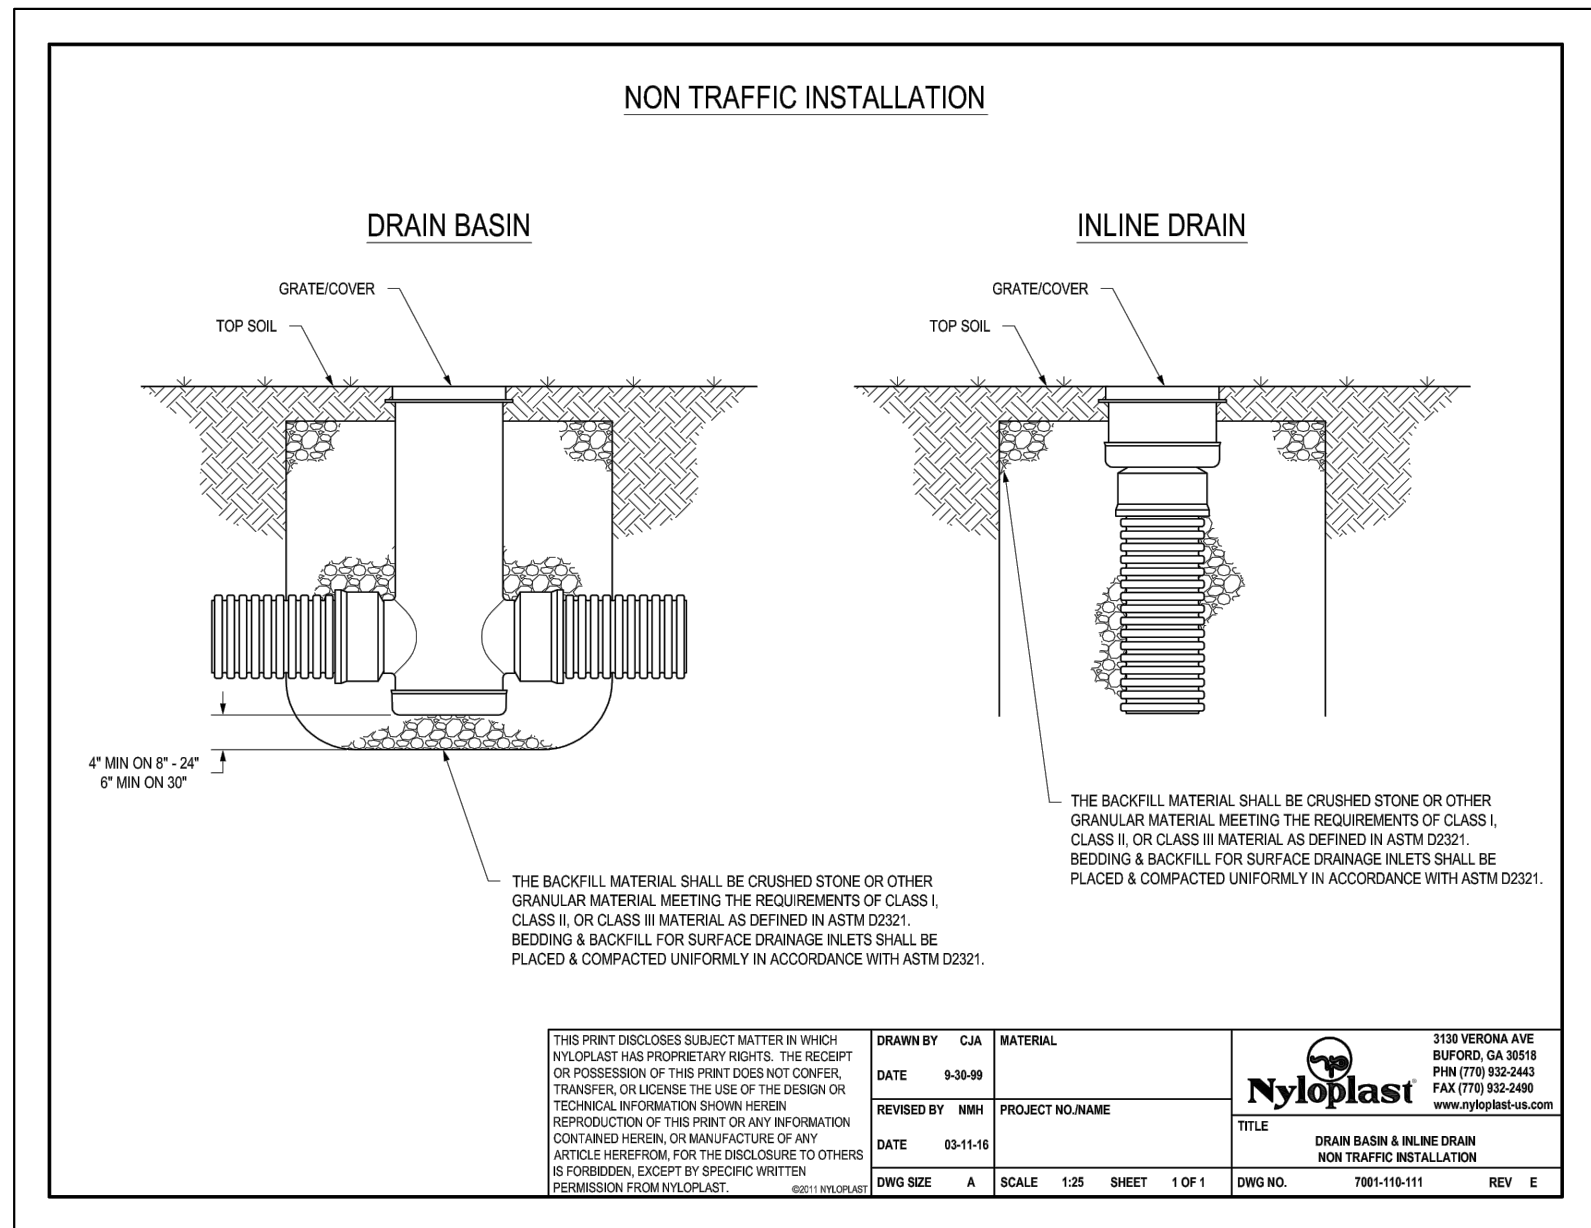 NON TRAFFIC INSTALLATION
DRAIN BASIN
GRATE/COVER
TOP SOIL
4" MIN ON 8" - 24"
6" MIN ON 30"
THE BACKFILL MATERIAL SHALL BE CRUSHED STONE OR OTHER
GRANULAR MATERIAL MEETING THE REQUIREMENTS OF CLASS I,
CLASS II, OR CLASS III MATERIAL AS DEFINED IN ASTM D2321.
BEDDING & BACKFILL FOR SURFACE DRAINAGE INLETS SHALL BE
PLACED & COMPACTED UNIFORMLY IN ACCORDANCE WITH ASTM D2321.
INLINE DRAIN
GRATE/COVER
TOP SOIL
THE BACKFILL MATERIAL SHALL BE CRUSHED STONE OR OTHER
GRANULAR MATERIAL MEETING THE REQUIREMENTS OF CLASS I,
CLASS II, OR CLASS III MATERIAL AS DEFINED IN ASTM D2321.
BEDDING & BACKFILL FOR SURFACE DRAINAGE INLETS SHALL BE
PLACED & COMPACTED UNIFORMLY IN ACCORDANCE WITH ASTM D2321.
THIS PRINT DISCLOSES SUBJECT MATTER IN WHICH
NYLOPLAST HAS PROPRIETARY RIGHTS. THE RECEIPT
OR POSSESSION OF THIS PRINT DOES NOT CONFER,
TRANSFER, OR LICENSE THE USE OF THE DESIGN OR
TECHNICAL INFORMATION SHOWN HEREIN
REPRODUCTION OF THIS PRINT OR ANY INFORMATION
CONTAINED HEREIN, OR MANUFACTURE OF ANY
ARTICLE HEREFROM, FOR THE DISCLOSURE TO OTHERS
IS FORBIDDEN, EXCEPT BY SPECIFIC WRITTEN
PERMISSION FROM NYLOPLAST.
©2011 NYLOPLAST
DRAWN BY CJA
DATE 9-30-99
REVISED BY NMH
DATE 03-11-16
DWG SIZE A
MATERIAL
PROJECT NO./NAME
SCALE 1:25 SHEET 1 OF 1
Nyloplast®
3130 VERONA AVE
BUFORD, GA 30518
PHN (770) 932-2443
FAX (770) 932-2490
www.nyloplast-us.com
TITLE
DRAIN BASIN & INLINE DRAIN
NON TRAFFIC INSTALLATION
DWG NO. 7001-110-111 REV E